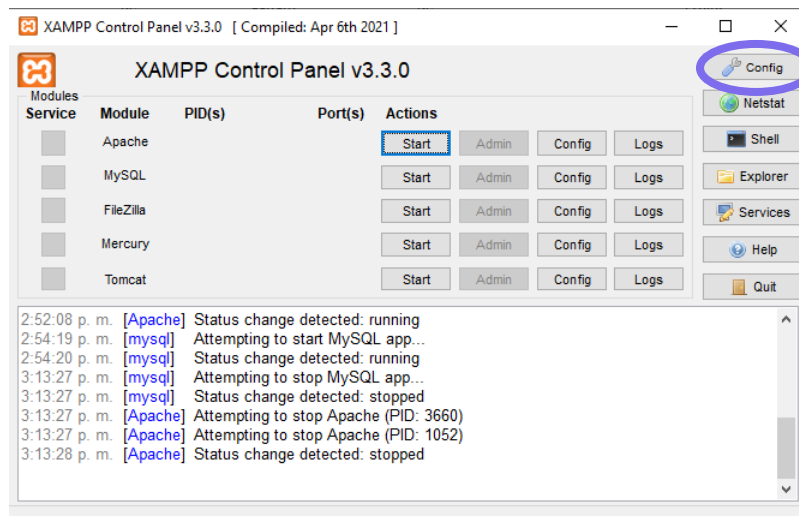 XAMPP Control Panel v3.3.0 [ Compiled: Apr 6th 2021 ]
XAMPP Control Panel v3.3.0
Config
Modules
Service Module PID(s) Port(s) Actions
Netstat
Apache Start Admin Config Logs
Shell
MySQL Start Admin Config Logs
Explorer
FileZilla Start Admin Config Logs
Services
Mercury Start Admin Config Logs
Help
Tomcat Start Admin Config Logs
Quit
2:52:08 p. m. [Apache] Status change detected: running
2:54:19 p. m. [mysql] Attempting to start MySQL app...
2:54:20 p. m. [mysql] Status change detected: running
3:13:27 p. m. [mysql] Attempting to stop MySQL app...
3:13:27 p. m. [mysql] Status change detected: stopped
3:13:27 p. m. [Apache] Attempting to stop Apache (PID: 3660)
3:13:27 p. m. [Apache] Attempting to stop Apache (PID: 1052)
3:13:28 p. m. [Apache] Status change detected: stopped